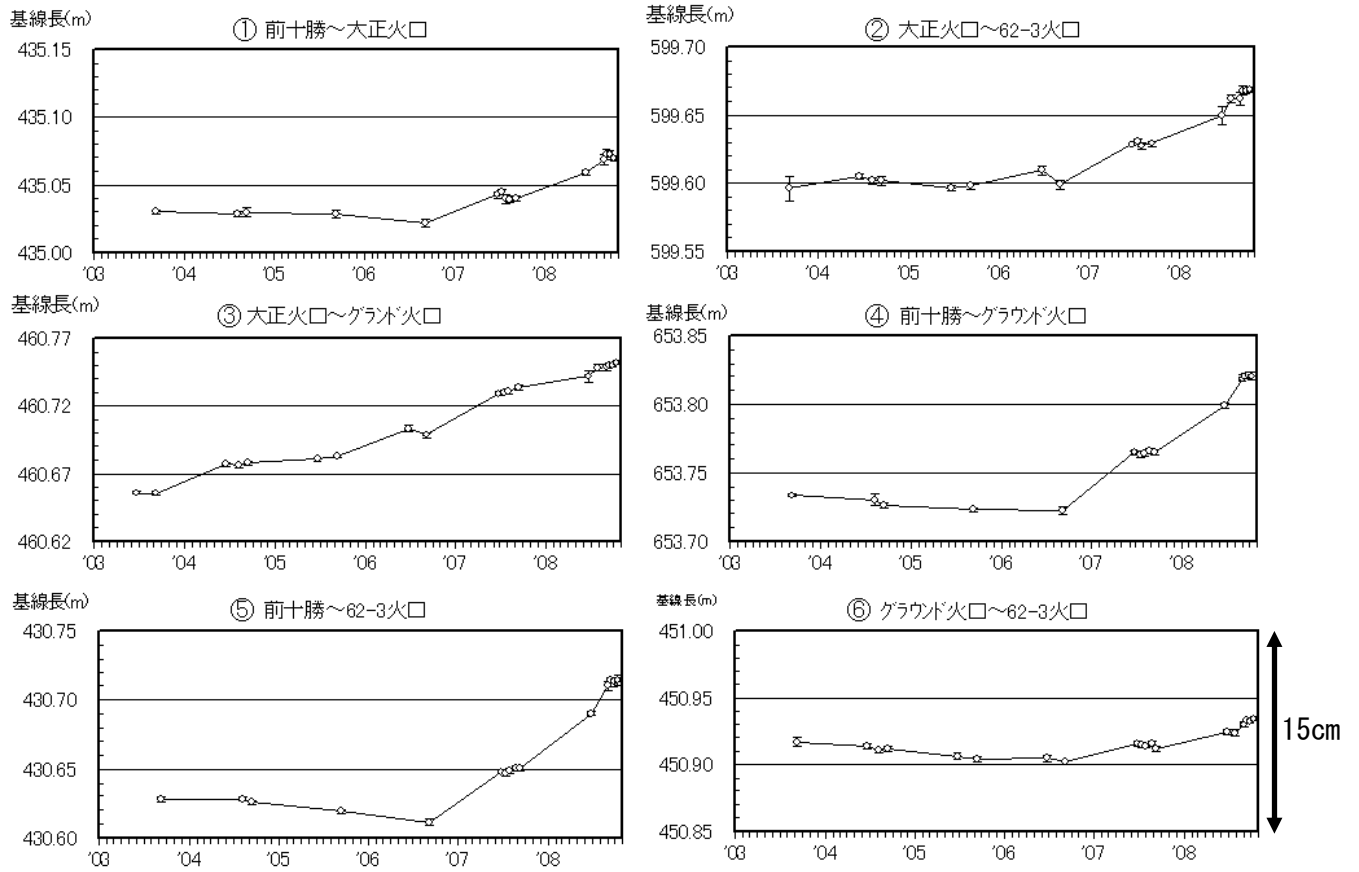 基線長(m)
① 前十勝～大正火口
435.15
435.10
435.05
435.00
'03 '04 '05 '06 '07 '08
基線長(m)
② 大正火口～62-3火口
599.70
599.65
599.60
599.55
'03 '04 '05 '06 '07 '08
基線長(m)
③ 大正火口～グランド火口
460.77
460.72
460.67
460.62
'03 '04 '05 '06 '07 '08
基線長(m)
④ 前十勝～グラウンド火口
653.85
653.80
653.75
653.70
'03 '04 '05 '06 '07 '08
基線長(m)
⑤ 前十勝～62-3火口
430.75
430.70
430.65
430.60
'03 '04 '05 '06 '07 '08
基線長(m)
⑥ グラウンド火口～62-3火口
451.00
450.95
450.90
450.85
'03 '04 '05 '06 '07 '08
15cm